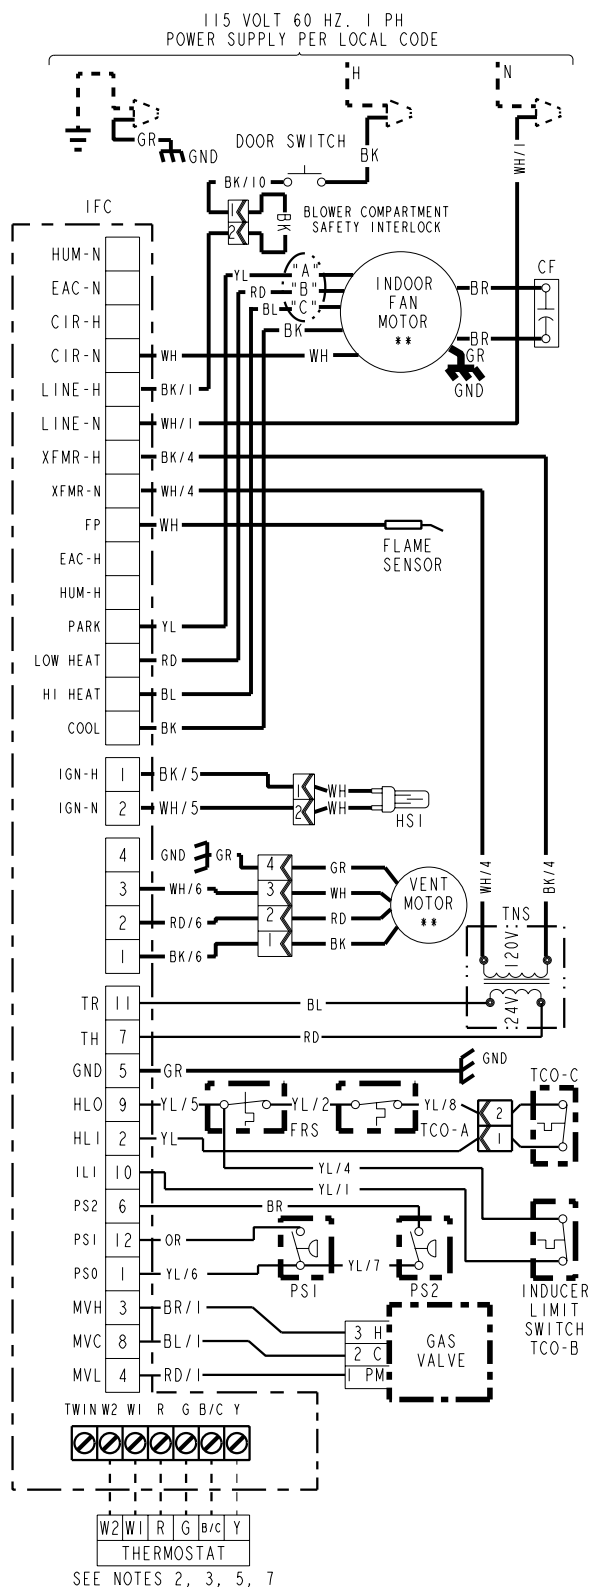 115 VOLT 60 HZ. 1 PH
POWER SUPPLY PER LOCAL CODE
H
N
GR
GND
DOOR SWITCH
BK
WH/1
BK/10
IFC
1
2
BK
BLOWER COMPARTMENT
SAFETY INTERLOCK
HUM-N
EAC-N
CIR-H
CIR-N
WH
LINE-H
BK/1
LINE-N
WH/1
XFMR-H
BK/4
XFMR-N
WH/4
FP
WH
EAC-H
HUM-H
PARK
YL
LOW HEAT
RD
HI HEAT
BL
COOL
BK
YL
"A"
RD
"B"
BL
"C"
BK
WH
INDOOR
FAN
MOTOR
**
BR
BR
CF
GR
GND
FLAME
SENSOR
IGN-H
1
BK/5
1
WH
IGN-N
2
WH/5
2
WH
HSI
4
GND
GR
4
GR
3
WH/6
3
WH
2
RD/6
2
RD
1
BK/6
1
BK
VENT
MOTOR
**
WH/4
BK/4
TNS
120V
24V
TR
11
BL
TH
7
RD
GND
5
GR
GND
HLO
9
YL/5
FRS
YL/2
TCO-A
YL/8
2
1
TCO-C
HLI
2
YL
ILI
10
YL/4
YL/1
PS2
6
BR
PS1
12
OR
PS0
1
YL/6
PS1
YL/7
PS2
INDUCER
LIMIT
SWITCH
TCO-B
MVH
3
BR/1
3 H
MVC
8
BL/1
2 C
MVL
4
RD/1
1 PM
GAS
VALVE
TWIN W2 W1 R G B/C Y
W2 W1 R G B/C Y
THERMOSTAT
SEE NOTES 2, 3, 5, 7